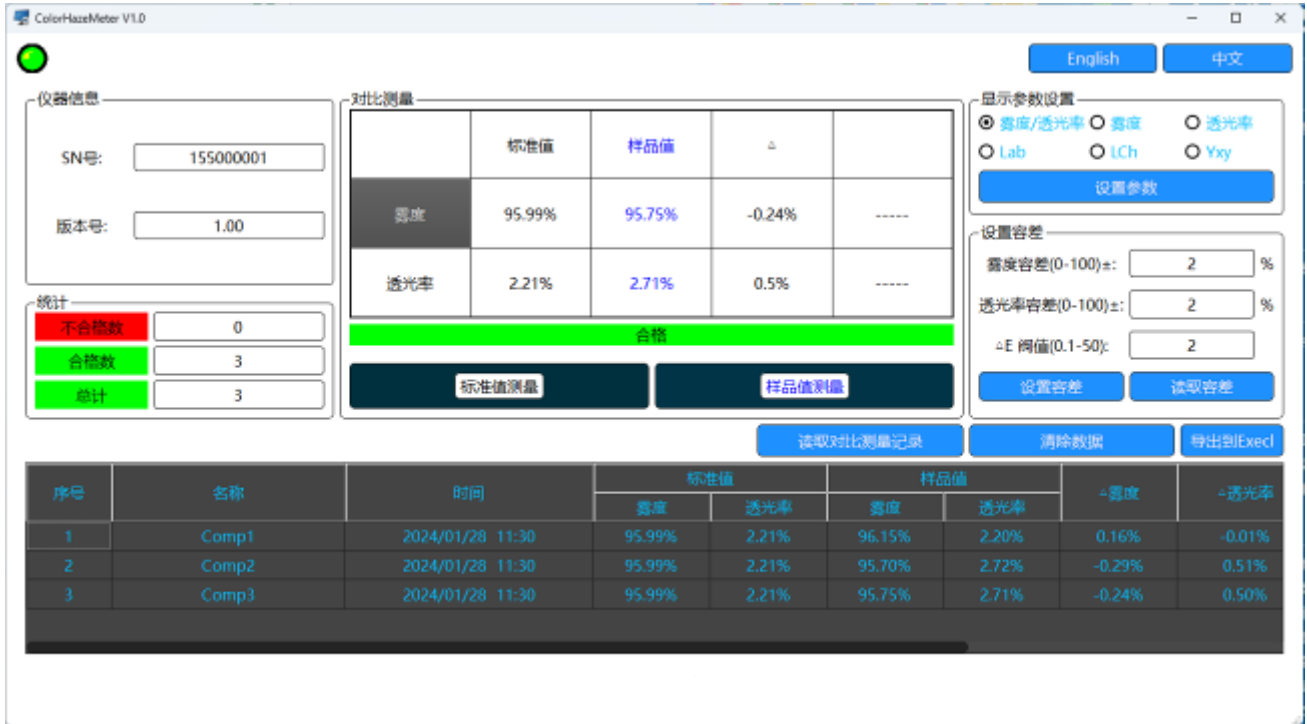 ColorHazeMeter V1.0
English 中文
仪器信息
SN号: 155000001
版本号: 1.00
统计
不合格数 0
合格数 3
总计 3
对比测量
标准值 样品值 △
雾度 95.99% 95.75% -0.24% -----
透光率 2.21% 2.71% 0.5% -----
合格
标准值测量 样品值测量
显示参数设置
雾度/透光率 雾度 透光率
Lab LCh Yxy
设置参数
设置容差
雾度容差(0-100)±: 2 %
透光率容差(0-100)±: 2 %
△E 阀值(0.1-50): 2
设置容差 读取容差
读取对比测量记录 清除数据 导出到Execl
序号 名称 时间 标准值 样品值 △雾度 △透光率
雾度 透光率 雾度 透光率
1 Comp1 2024/01/28 11:30 95.99% 2.21% 96.15% 2.20% 0.16% -0.01%
2 Comp2 2024/01/28 11:30 95.99% 2.21% 95.70% 2.72% -0.29% 0.51%
3 Comp3 2024/01/28 11:30 95.99% 2.21% 95.75% 2.71% -0.24% 0.50%